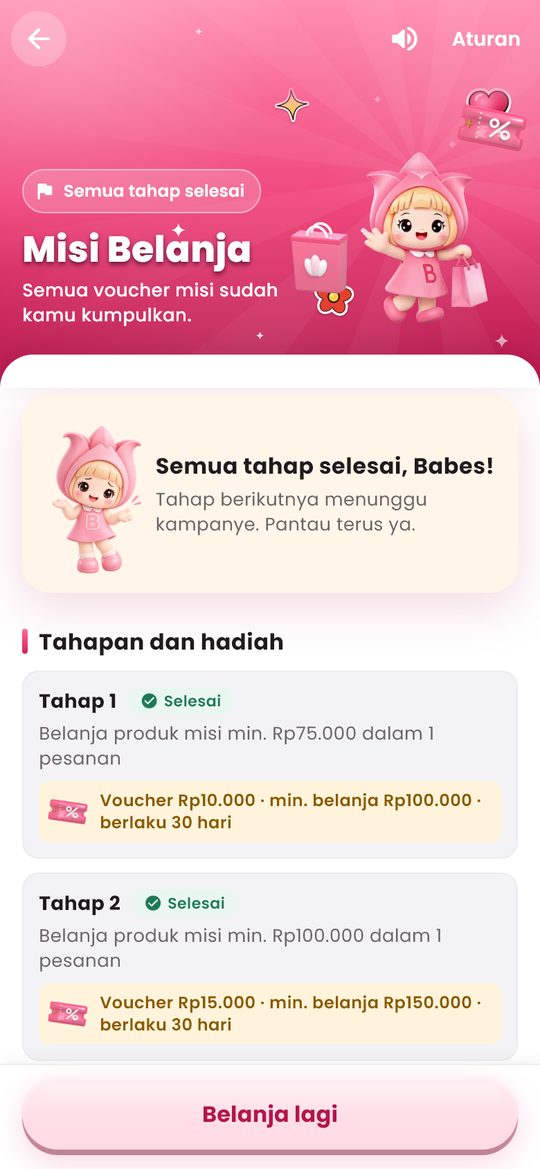 Aturan
Semua tahap selesai
Misi Belanja
Semua voucher misi sudah
kamu kumpulkan.
B
Semua tahap selesai, Babes!
Tahap berikutnya menunggu
kampanye. Pantau terus ya.
B
Tahapan dan hadiah
Tahap 1 Selesai
Belanja produk misi min. Rp75.000 dalam 1
pesanan
%
Voucher Rp10.000 · min. belanja Rp100.000 ·
berlaku 30 hari
Tahap 2 Selesai
Belanja produk misi min. Rp100.000 dalam 1
pesanan
%
Voucher Rp15.000 · min. belanja Rp150.000 ·
berlaku 30 hari
Belanja lagi